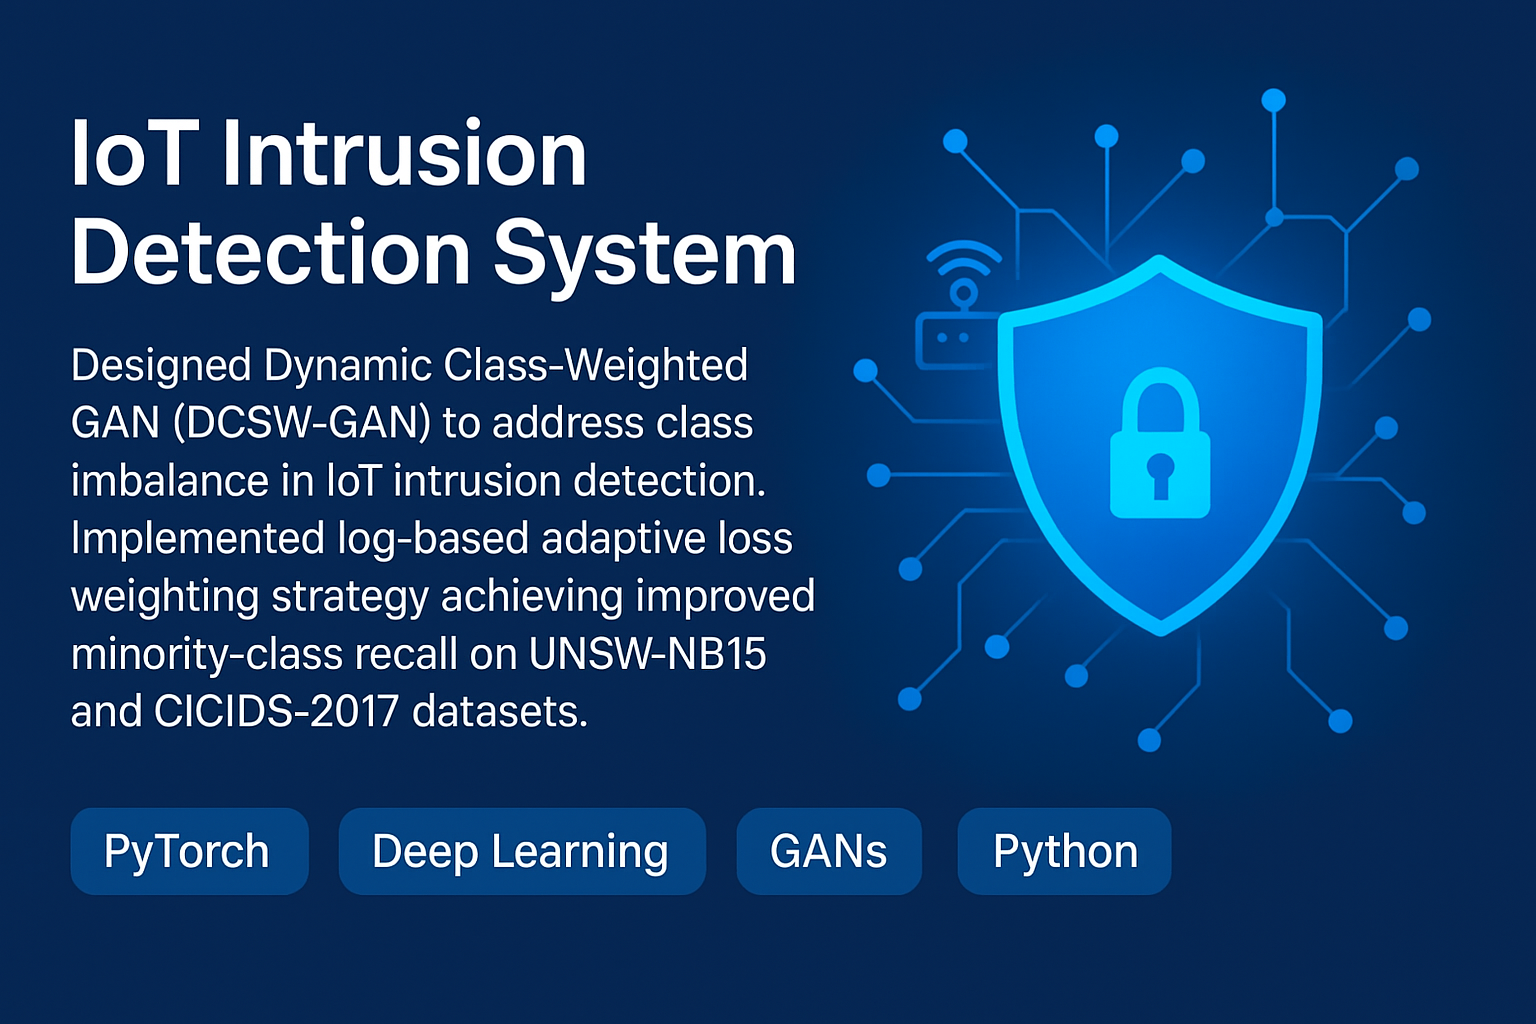 IoT Intrusion
Detection System
Designed Dynamic Class-Weighted
GAN (DCSW-GAN) to address class
imbalance in IoT intrusion detection.
Implemented log-based adaptive loss
weighting strategy achieving improved
minority-class recall on UNSW-NB15
and CICIDS-2017 datasets.
PyTorch
Deep Learning
GANs
Python